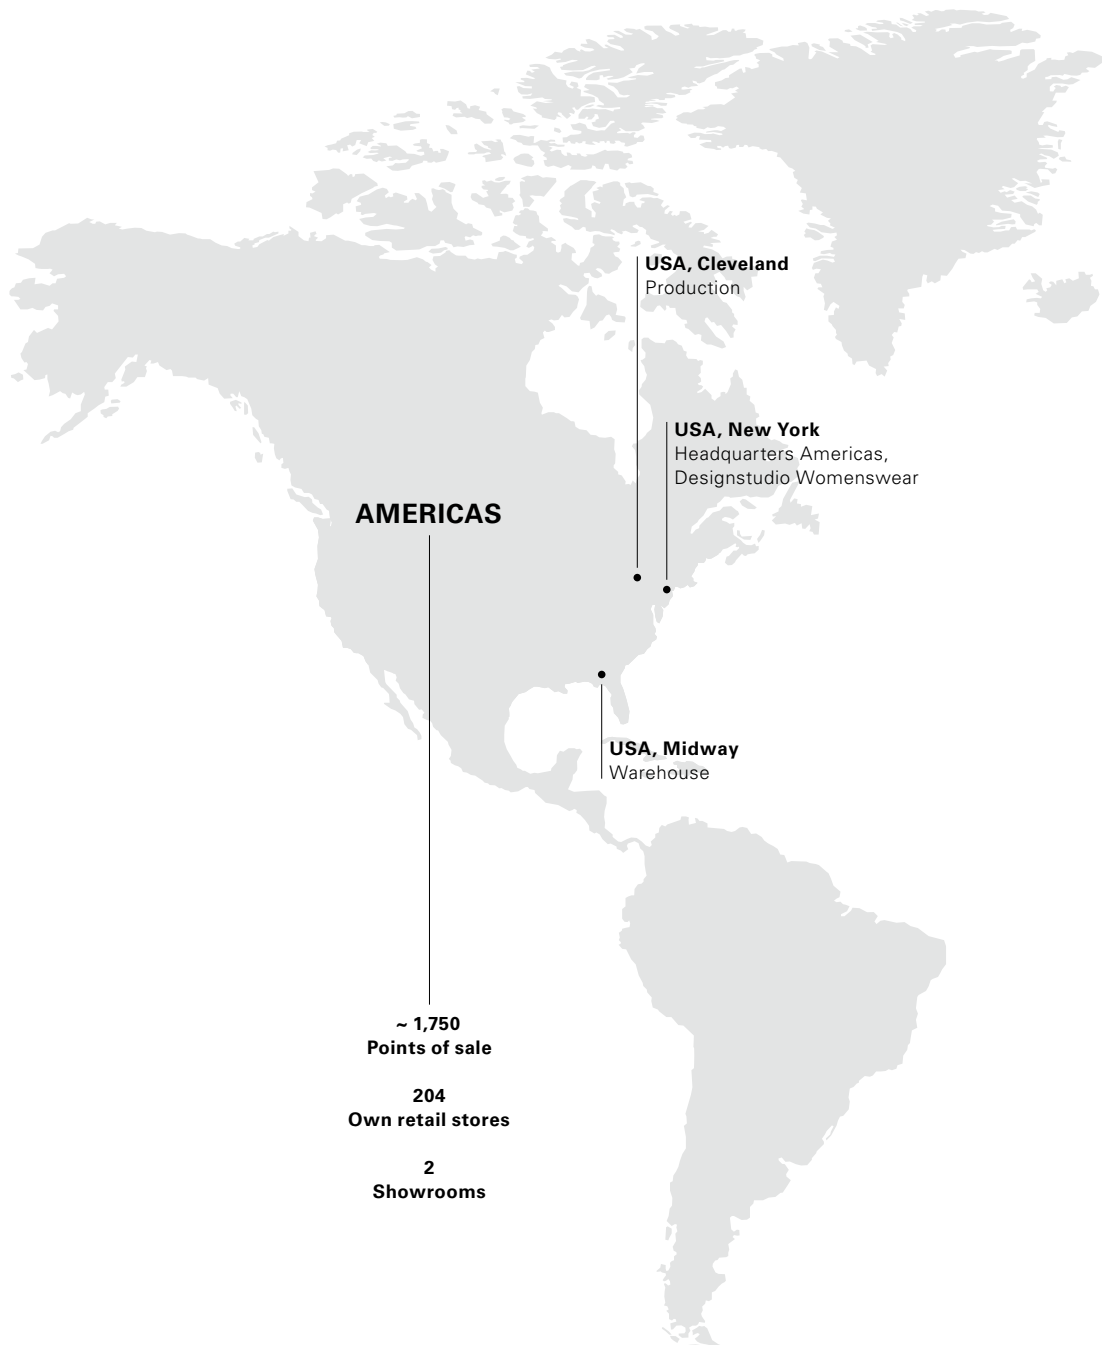 USA, Cleveland
Production
USA, New York
Headquarters Americas,
Designstudio Womenswear
AMERICAS
USA, Midway
Warehouse
~ 1,750
Points of sale
204
Own retail stores
2
Showrooms